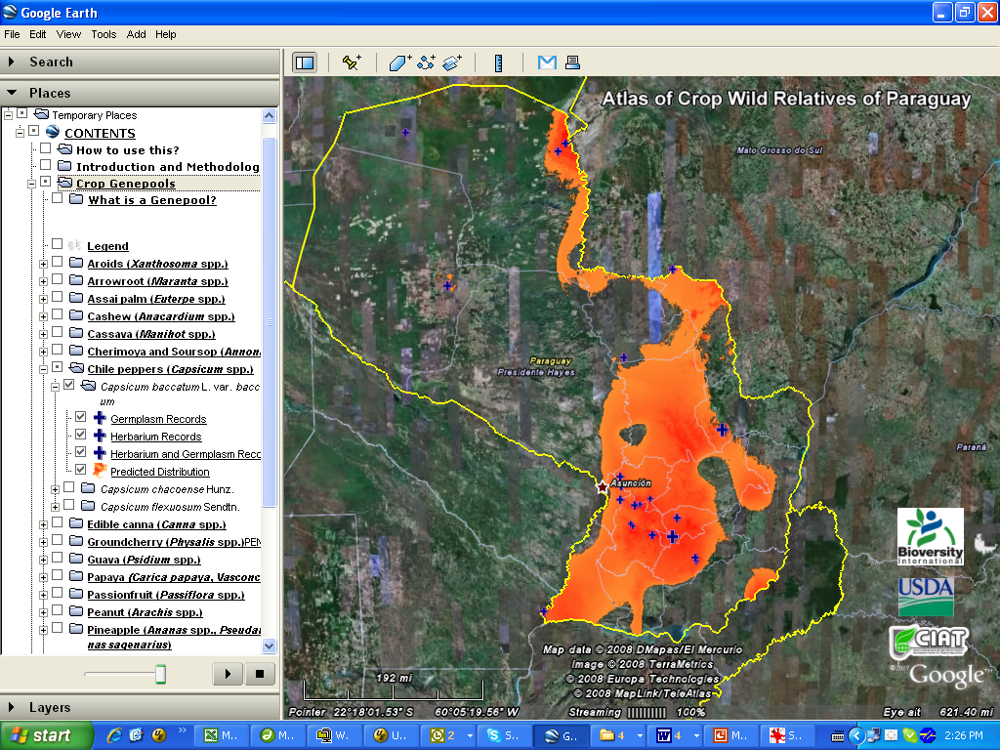 Google Earth
File Edit View Tools Add Help
Search
Places
Temporary Places
CONTENTS
How to use this?
Introduction and Methodolog
Crop Genepools
What is a Genepool?
Legend
Aroids (Xanthosoma spp.)
Arrowroot (Maranta spp.)
Assai palm (Euterpe spp.)
Cashew (Anacardium spp.)
Cassava (Manihot spp.)
Cherimoya and Soursop (Annon
Chile peppers (Capsicum spp.)
Capsicum baccatum L. var. bacc
um
Germplasm Records
Herbarium Records
Herbarium and Germplasm Reco
Predicted Distribution
Capsicum chacoense Hunz.
Capsicum flexuosum Sendtn.
Edible canna (Canna spp.)
Groundcherry (Physalis spp.)PEN
Guava (Psidium spp.)
Papaya (Carica papaya, Vasconc
Passionfruit (Passiflora spp.)
Peanut (Arachis spp.)
Pineapple (Ananas spp., Pseuda
nas sagenarius)
Layers
Atlas of Crop Wild Relatives of Paraguay
Mato Grosso do Sul
Paraguay
Presidente Hayes
Paraná
Asunción
Bioversity
International
USDA
CIAT
©2007 Google™
Map data © 2008 DMapas/El Mercurio
Image © 2008 TerraMetrics
© 2008 Europa Technologies
© 2008 MapLink/TeleAtlas
192 mi
Pointer 22°18'01.53" S 60°05'19.56" W Streaming |||||||||| 100% Eye alt 621.40 mi
start M.. M.. W.. U.. 2 S.. G.. 4 W 4 M.. S.. 2:26 PM